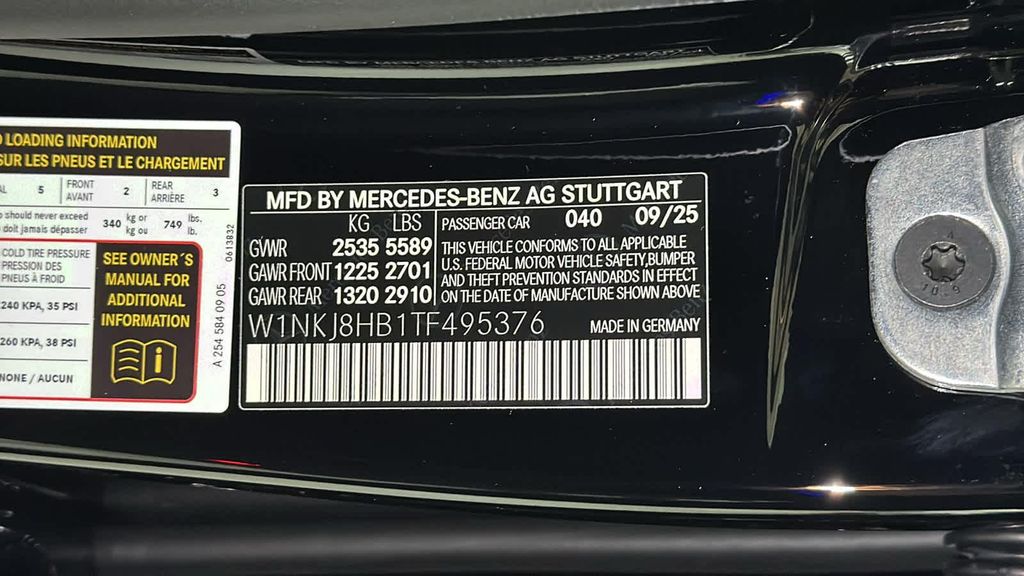 LOADING INFORMATION
SUR LES PNEUS ET LE CHARGEMENT
5 FRONT AVANT 2 REAR ARRIÈRE 3
should never exceed 340 kg or 749 lbs.
doit jamais dépasser kg ou lb.
COLD TIRE PRESSURE
PRESSION DES
PNEUS À FROID
240 KPA, 35 PSI
260 KPA, 38 PSI
NONE / AUCUN
SEE OWNER´S
MANUAL FOR
ADDITIONAL
INFORMATION
0613832
A 254 584 09 05
MFD BY MERCEDES-BENZ AG STUTTGART
KG LBS
GVWR 2535 5589
GAWR FRONT 1225 2701
GAWR REAR 1320 2910
PASSENGER CAR 040 09/25
THIS VEHICLE CONFORMS TO ALL APPLICABLE
U.S. FEDERAL MOTOR VEHICLE SAFETY,BUMPER
AND THEFT PREVENTION STANDARDS IN EFFECT
ON THE DATE OF MANUFACTURE SHOWN ABOVE
W1NKJ8HB1TF495376 MADE IN GERMANY
4
10.9